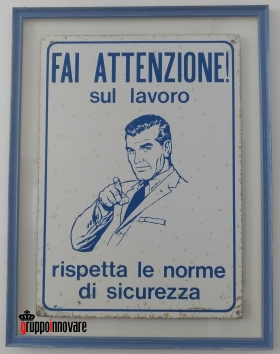 FAI ATTENZIONE!
sul lavoro
rispetta le norme
di sicurezza
gruppoinnovare